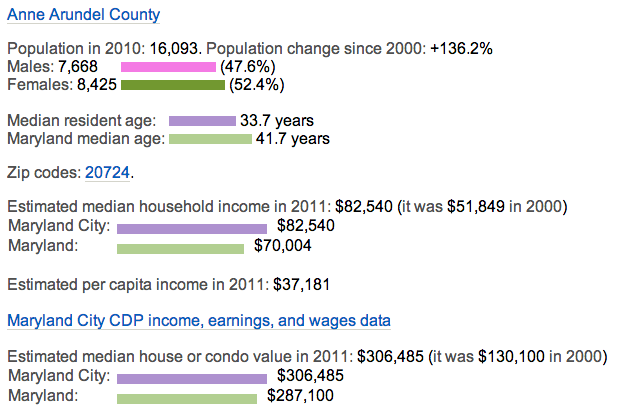 Anne Arundel County
Population in 2010: 16,093. Population change since 2000: +136.2%
Males: 7,668 (47.6%)
Females: 8,425 (52.4%)
Median resident age: 33.7 years
Maryland median age: 41.7 years
Zip codes: 20724.
Estimated median household income in 2011: $82,540 (it was $51,849 in 2000)
Maryland City: $82,540
Maryland: $70,004
Estimated per capita income in 2011: $37,181
Maryland City CDP income, earnings, and wages data
Estimated median house or condo value in 2011: $306,485 (it was $130,100 in 2000)
Maryland City: $306,485
Maryland: $287,100